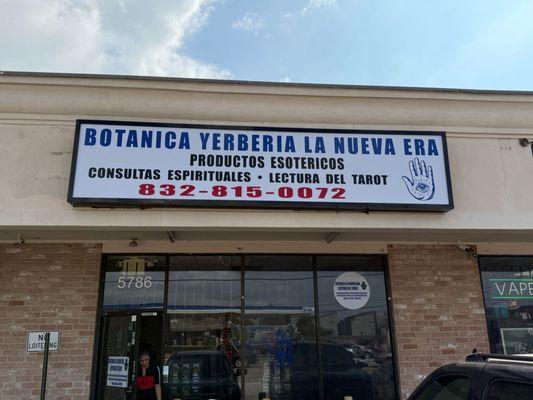 BOTANICA YERBERIA LA NUEVA ERA
PRODUCTOS ESOTERICOS
CONSULTAS ESPIRITUALES • LECTURA DEL TAROT
832-815-0072
5786
NO
LOITERING
VAPE